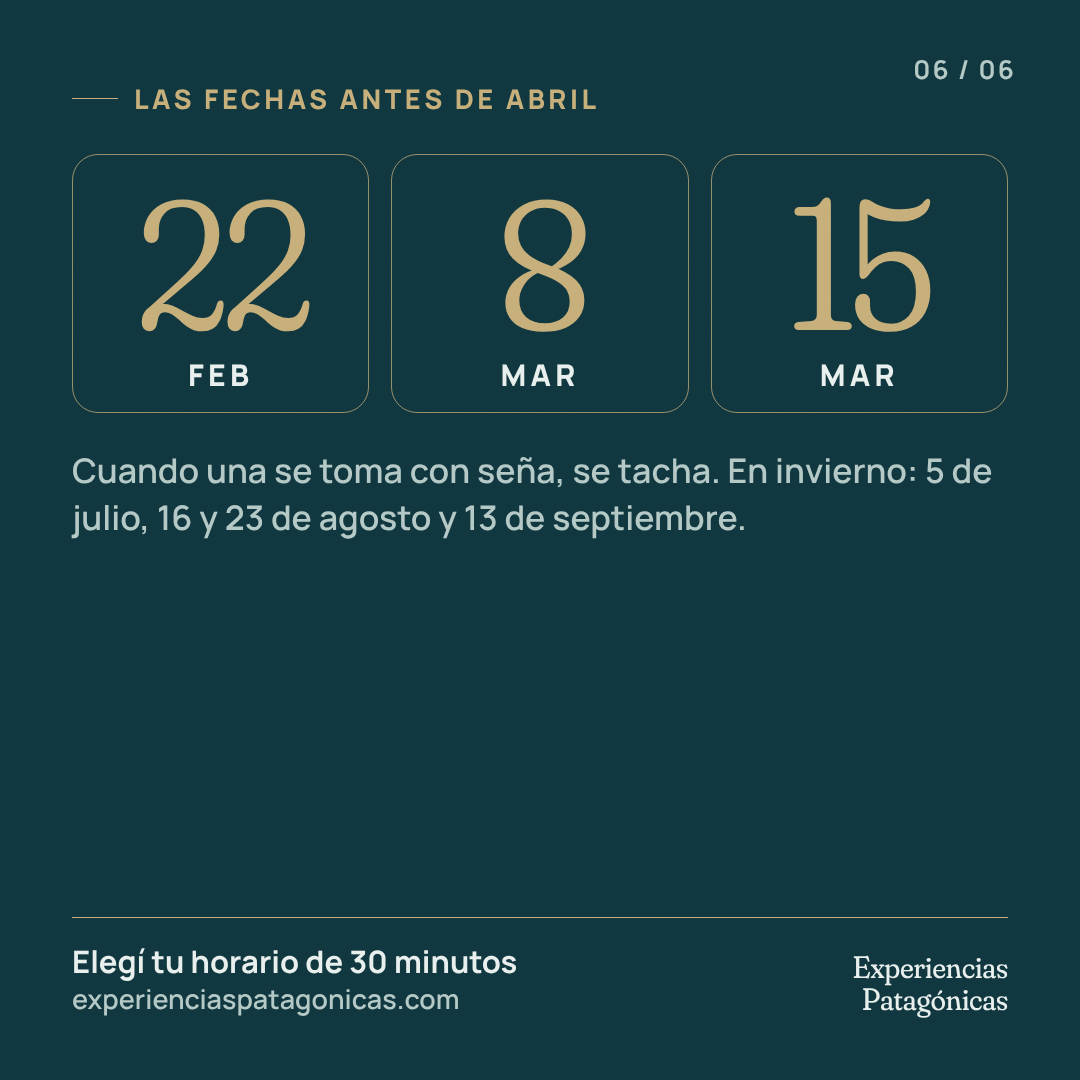 06 / 06
LAS FECHAS ANTES DE ABRIL
22
FEB
8
MAR
15
MAR
Cuando una se toma con seña, se tacha. En invierno: 5 de
julio, 16 y 23 de agosto y 13 de septiembre.
Elegí tu horario de 30 minutos
experienciaspatagonicas.com
Experiencias
Patagónicas